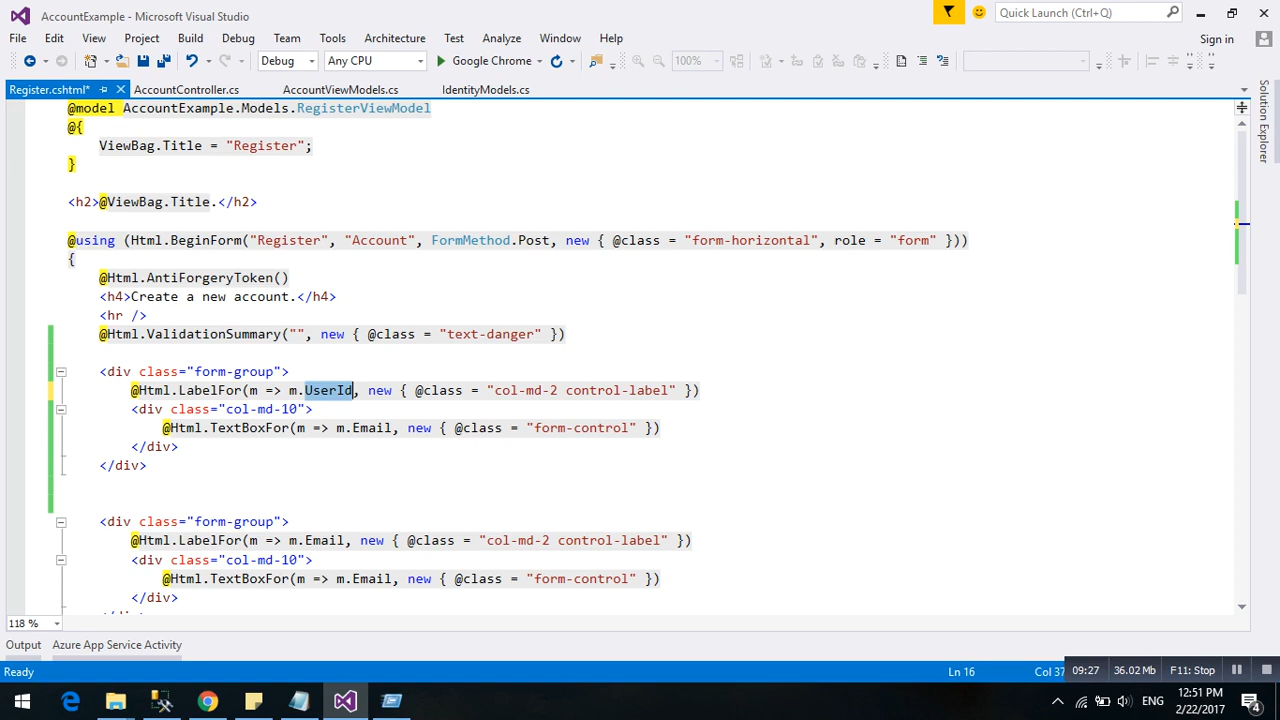 AccountExample - Microsoft Visual Studio
Quick Launch (Ctrl+Q)
File Edit View Project Build Debug Team Tools Architecture Test Analyze Window Help
Sign in
Debug Any CPU Google Chrome 100%
Register.cshtml* AccountController.cs AccountViewModels.cs IdentityModels.cs
Solution Explorer
@model AccountExample.Models.RegisterViewModel
@{
ViewBag.Title = "Register";
}
<h2>@ViewBag.Title.</h2>
@using (Html.BeginForm("Register", "Account", FormMethod.Post, new { @class = "form-horizontal", role = "form" }))
{
@Html.AntiForgeryToken()
<h4>Create a new account.</h4>
<hr />
@Html.ValidationSummary("", new { @class = "text-danger" })
<div class="form-group">
@Html.LabelFor(m => m.UserId, new { @class = "col-md-2 control-label" })
<div class="col-md-10">
@Html.TextBoxFor(m => m.Email, new { @class = "form-control" })
</div>
</div>
<div class="form-group">
@Html.LabelFor(m => m.Email, new { @class = "col-md-2 control-label" })
<div class="col-md-10">
@Html.TextBoxFor(m => m.Email, new { @class = "form-control" })
</div>
118 %
Output Azure App Service Activity
Ready Ln 16 Col 37
09:27 36.02 MB F11: Stop
ENG 12:51 PM
2/22/2017
4